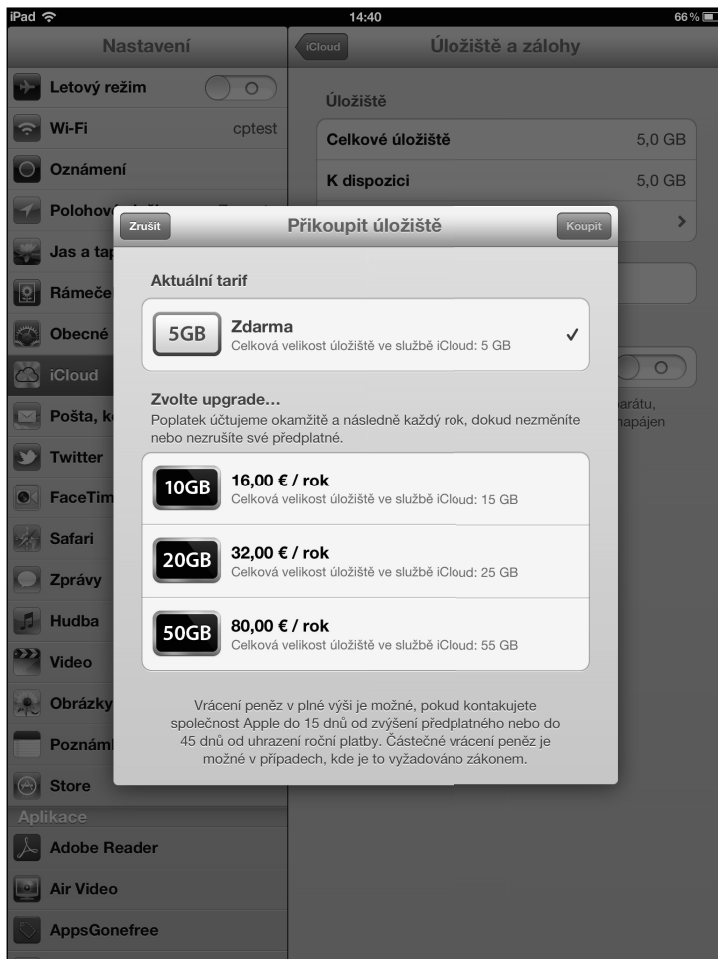 iPad
14:40
66 %
Nastavení
iCloud
Úložiště a zálohy
Letový režim
Wi-Fi
cptest
Oznámení
Polohov
Jas a tap
Rámeče
Obecné
iCloud
Pošta, k
Twitter
FaceTim
Safari
Zprávy
Hudba
Video
Obrázky
Poznám
Store
Aplikace
Adobe Reader
Air Video
AppsGonefree
Úložiště
Celkové úložiště
5,0 GB
K dispozici
5,0 GB
arátu,
napájen
Zrušit
Přikoupit úložiště
Koupit
Aktuální tarif
5GB
Zdarma
Celková velikost úložiště ve službě iCloud: 5 GB
Zvolte upgrade...
Poplatek účtujeme okamžitě a následně každý rok, dokud nezměníte
nebo nezrušíte své předplatné.
10GB
16,00 € / rok
Celková velikost úložiště ve službě iCloud: 15 GB
20GB
32,00 € / rok
Celková velikost úložiště ve službě iCloud: 25 GB
50GB
80,00 € / rok
Celková velikost úložiště ve službě iCloud: 55 GB
Vrácení peněz v plné výši je možné, pokud kontakujete
společnost Apple do 15 dnů od zvýšení předplatného nebo do
45 dnů od uhrazení roční platby. Částečné vrácení peněz je
možné v případech, kde je to vyžadováno zákonem.